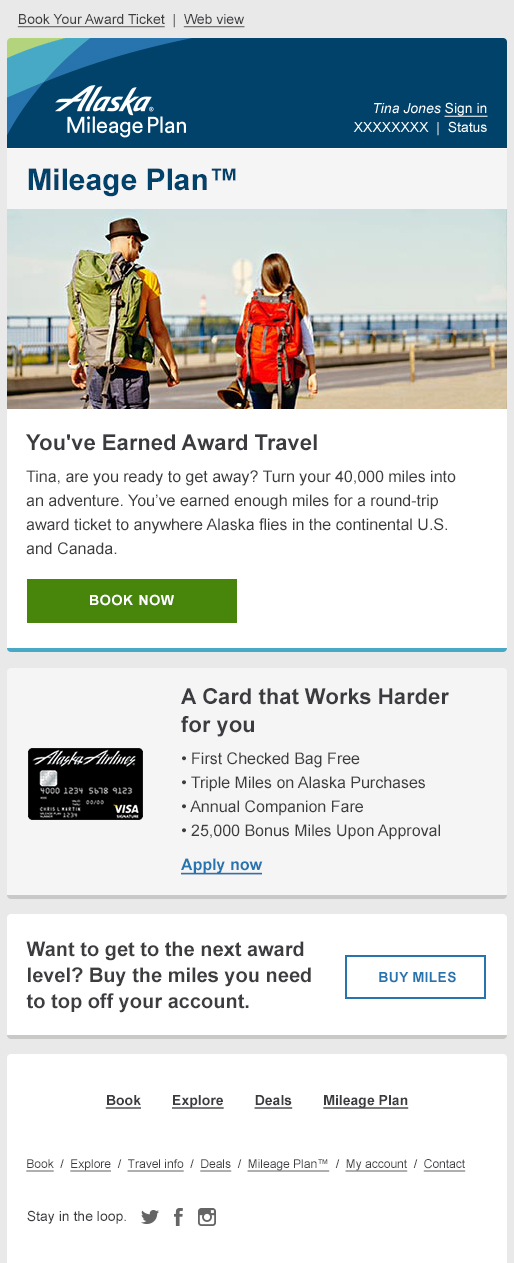 Book Your Award Ticket | Web view
Alaska®
Mileage Plan
Tina Jones Sign in
XXXXXXXX | Status
Mileage Plan™
You've Earned Award Travel
Tina, are you ready to get away? Turn your 40,000 miles into
an adventure. You’ve earned enough miles for a round-trip
award ticket to anywhere Alaska flies in the continental U.S.
and Canada.
BOOK NOW
A Card that Works Harder
for you
• First Checked Bag Free
• Triple Miles on Alaska Purchases
• Annual Companion Fare
• 25,000 Bonus Miles Upon Approval
Apply now
Alaska Airlines
4000 1234 5678 9123
00/00
CHRIS L MARTIN
1234
VISA
SIGNATURE
Want to get to the next award
level? Buy the miles you need
to top off your account.
BUY MILES
Book Explore Deals Mileage Plan
Book / Explore / Travel info / Deals / Mileage Plan™ / My account / Contact
Stay in the loop.